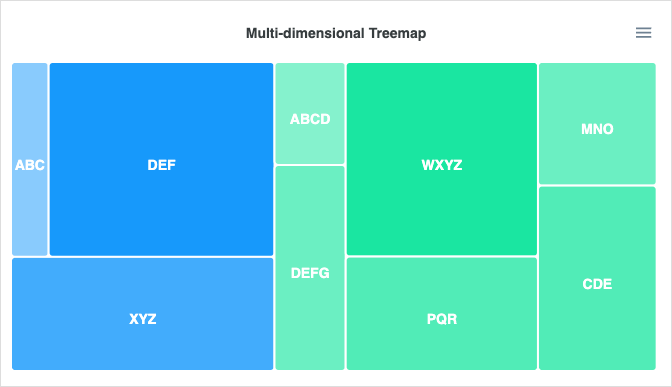 Multi-dimensional Treemap
ABC
DEF
XYZ
ABCD
DEFG
WXYZ
PQR
MNO
CDE